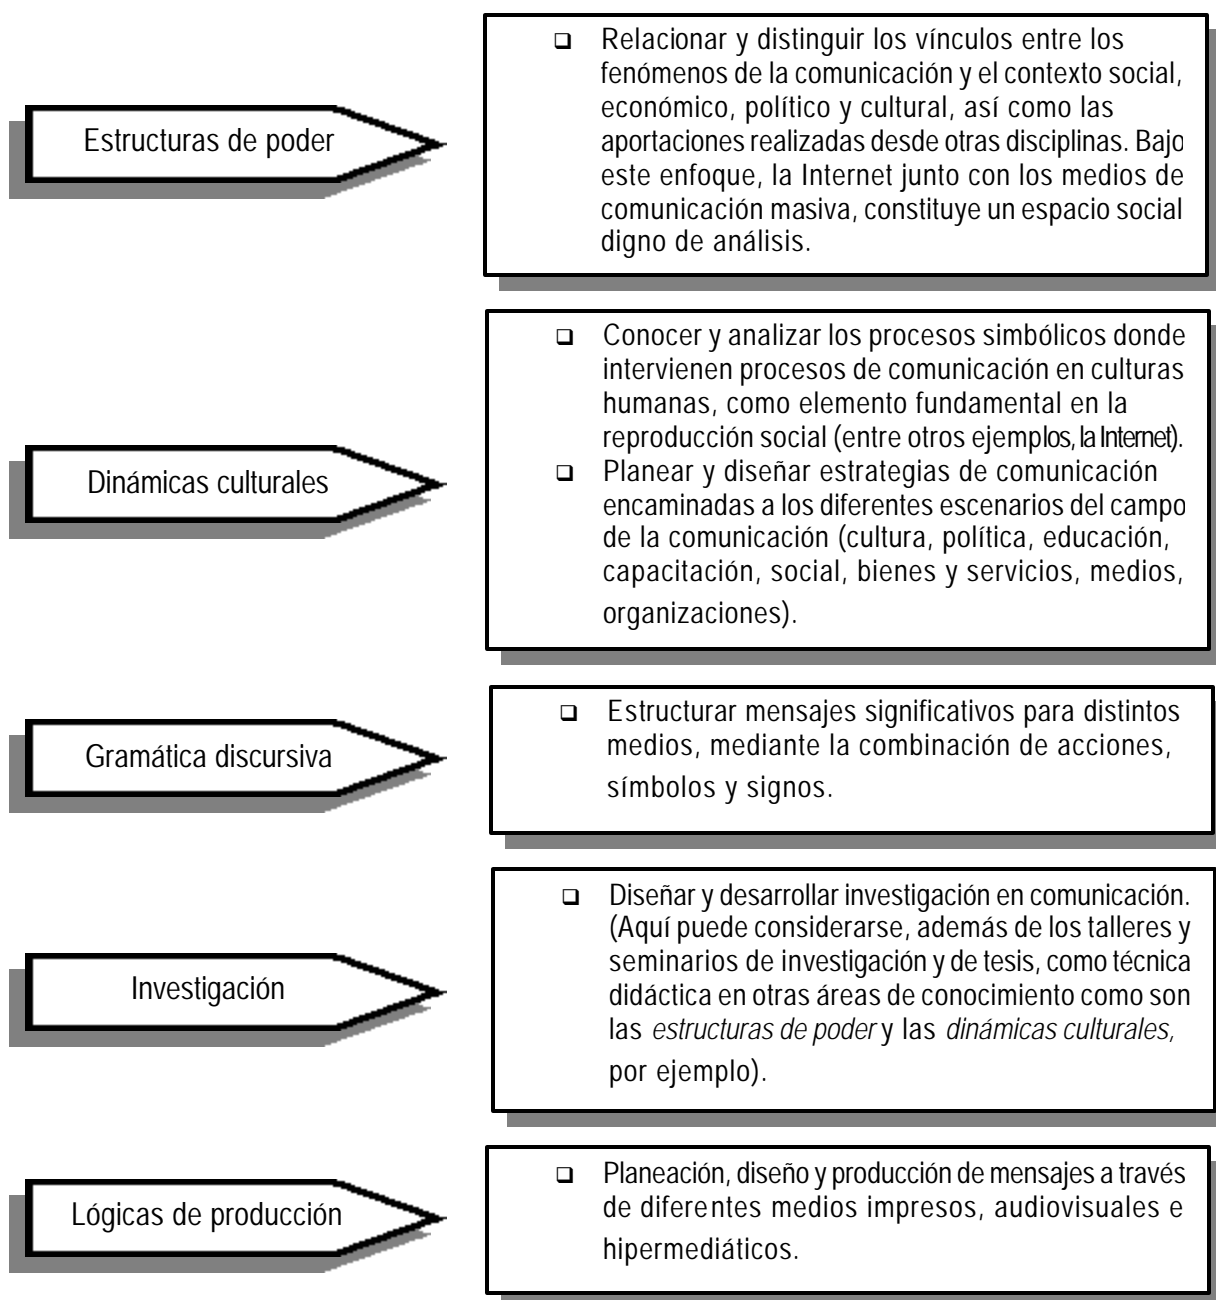 Estructuras de poder
❑ Relacionar y distinguir los vínculos entre los
fenómenos de la comunicación y el contexto social,
económico, político y cultural, así como las
aportaciones realizadas desde otras disciplinas. Bajo
este enfoque, la Internet junto con los medios de
comunicación masiva, constituye un espacio social
digno de análisis.
Dinámicas culturales
❑ Conocer y analizar los procesos simbólicos donde
intervienen procesos de comunicación en culturas
humanas, como elemento fundamental en la
reproducción social (entre otros ejemplos, la Internet).
❑ Planear y diseñar estrategias de comunicación
encaminadas a los diferentes escenarios del campo
de la comunicación (cultura, política, educación,
capacitación, social, bienes y servicios, medios,
organizaciones).
Gramática discursiva
❑ Estructurar mensajes significativos para distintos
medios, mediante la combinación de acciones,
símbolos y signos.
Investigación
❑ Diseñar y desarrollar investigación en comunicación.
(Aquí puede considerarse, además de los talleres y
seminarios de investigación y de tesis, como técnica
didáctica en otras áreas de conocimiento como son
las estructuras de poder y las dinámicas culturales,
por ejemplo).
Lógicas de producción
❑ Planeación, diseño y producción de mensajes a través
de diferentes medios impresos, audiovisuales e
hipermediáticos.